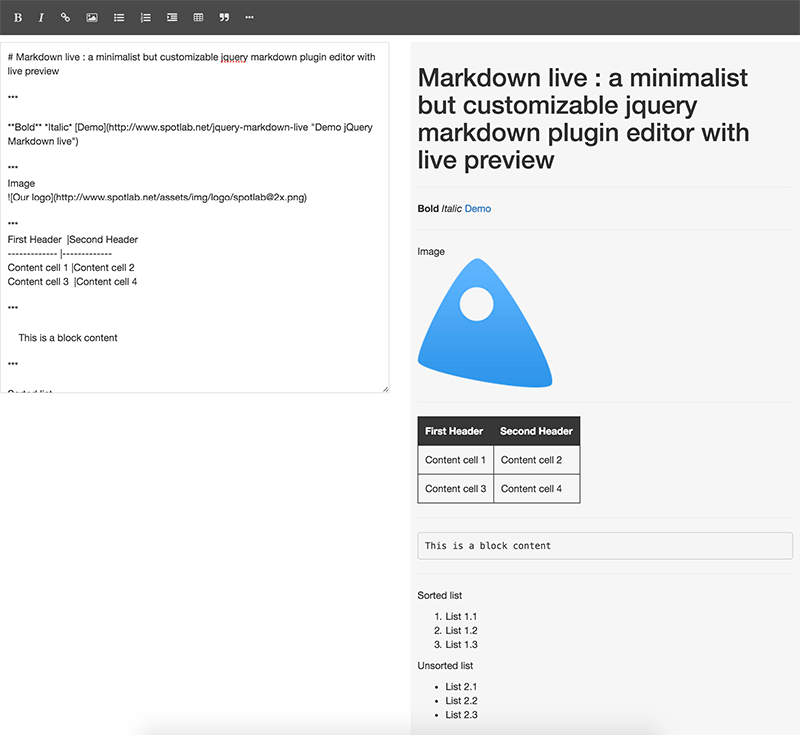 B I
# Markdown live : a minimalist but customizable jquery markdown plugin editor with
live preview
***
**Bold** *Italic* [Demo](http://www.spotlab.net/jquery-markdown-live "Demo jQuery
Markdown live")
***
Image
![Our logo](http://www.spotlab.net/assets/img/logo/spotlab@2x.png)
***
First Header |Second Header
------------- |-------------
Content cell 1 |Content cell 2
Content cell 3 |Content cell 4
***
This is a block content
***
Sorted list
Markdown live : a minimalist
but customizable jquery
markdown plugin editor with
live preview
Bold Italic Demo
Image
First Header Second Header
Content cell 1 Content cell 2
Content cell 3 Content cell 4
This is a block content
Sorted list
1. List 1.1
2. List 1.2
3. List 1.3
Unsorted list
• List 2.1
• List 2.2
• List 2.3